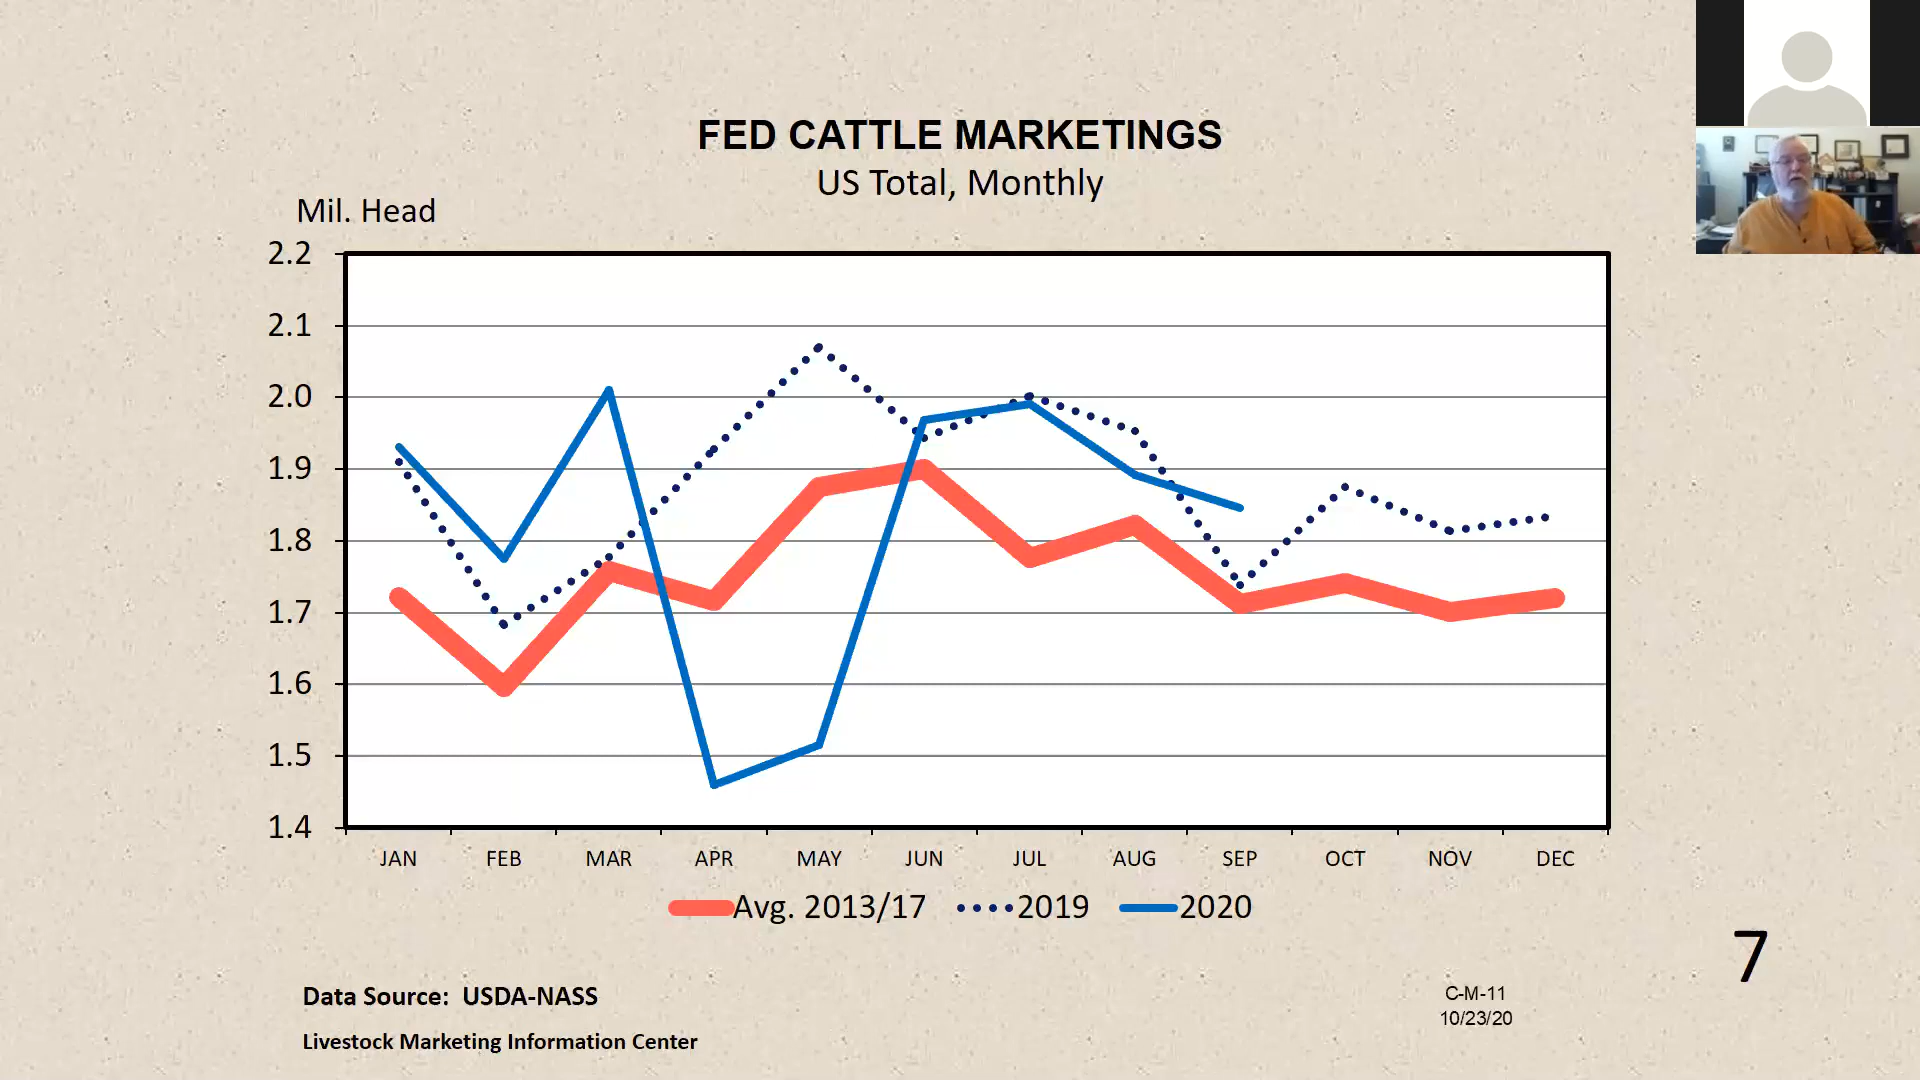 FED CATTLE MARKETINGS
US Total, Monthly
Mil. Head
2.2
2.1
2.0
1.9
1.8
1.7
1.6
1.5
1.4
JAN FEB MAR APR MAY JUN JUL AUG SEP OCT NOV DEC
Avg. 2013/17 2019 2020
7
Data Source: USDA-NASS
C-M-11
10/23/20
Livestock Marketing Information Center